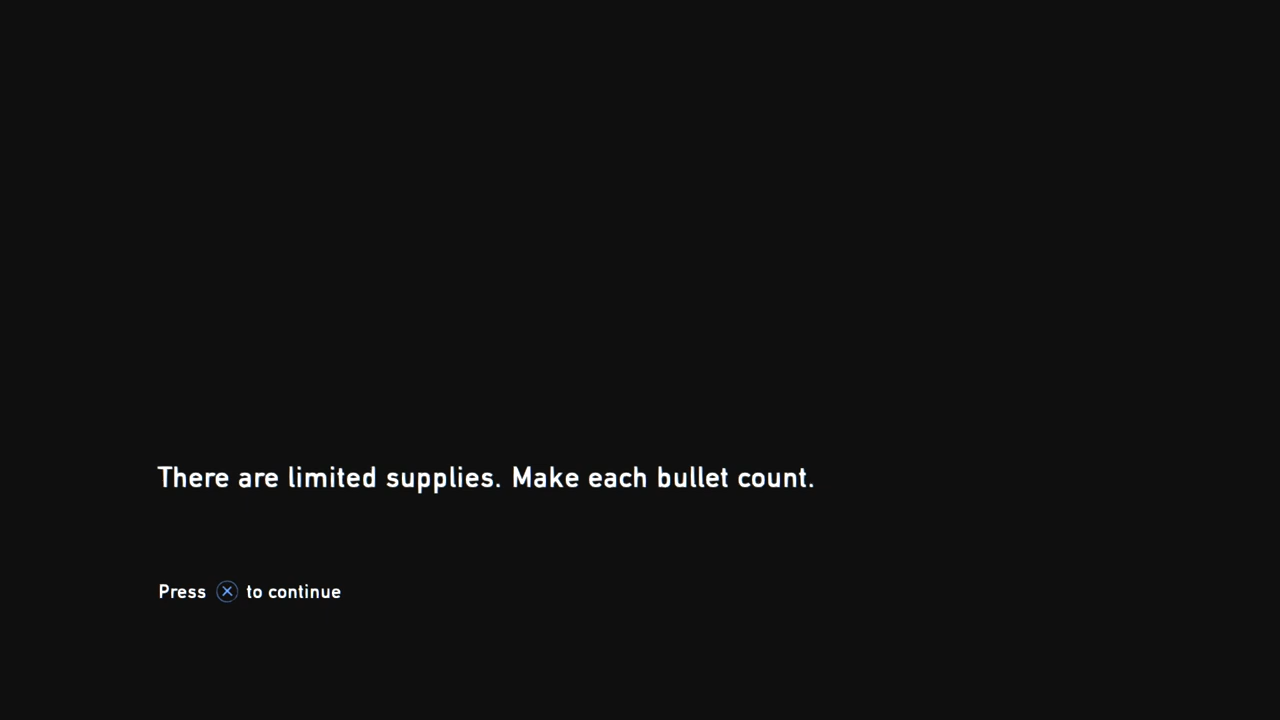 There are limited supplies. Make each bullet count.
Press ⓧ to continue